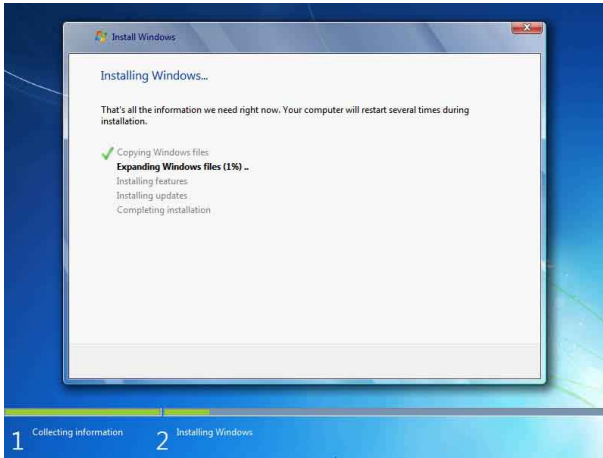 Install Windows
Installing Windows...
That's all the information we need right now. Your computer will restart several times during
installation.
Copying Windows files
Expanding Windows files (1%) ..
Installing features
Installing updates
Completing installation
1 Collecting information 2 Installing Windows